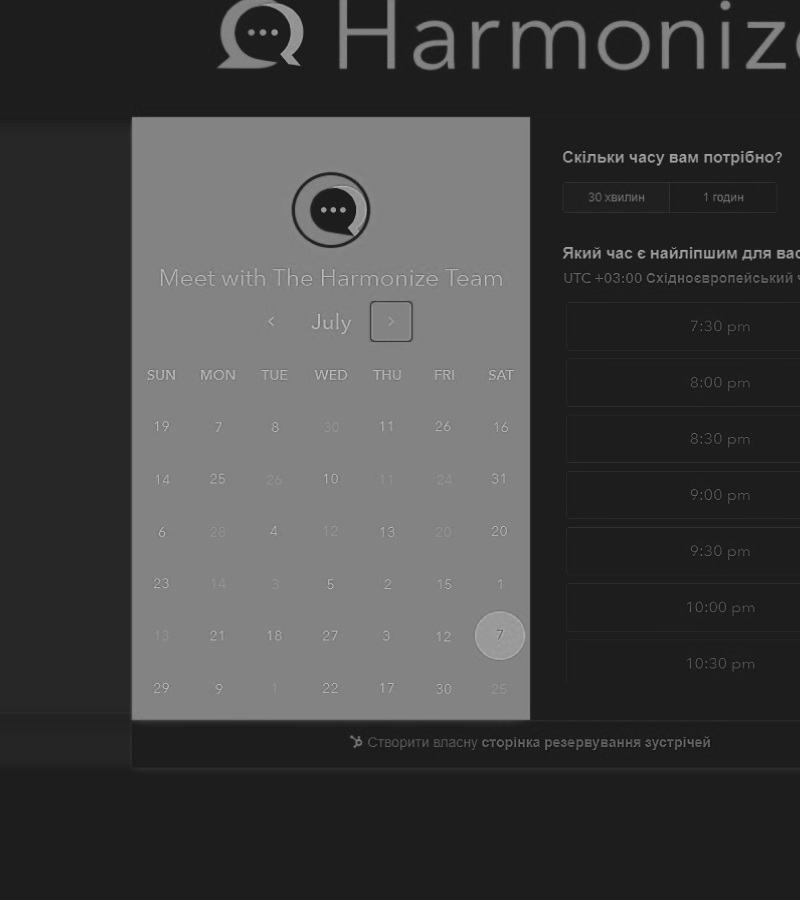 Harmoniz
Meet with The Harmonize Team
July
SUN MON TUE WED THU FRI SAT
19 7 8 30 11 26 16
14 25 26 10 11 24 31
6 28 4 12 13 20 20
23 14 3 5 2 15 1
13 21 18 27 3 12 7
29 9 1 22 17 30 25
Скільки часу вам потрібно?
30 хвилин 1 годин
Який час є найліпшим для вас
UTC +03:00 Східноєвропейський
7:30 pm
8:00 pm
8:30 pm
9:00 pm
9:30 pm
10:00 pm
10:30 pm
Створити власну сторінка резервування зустрічей